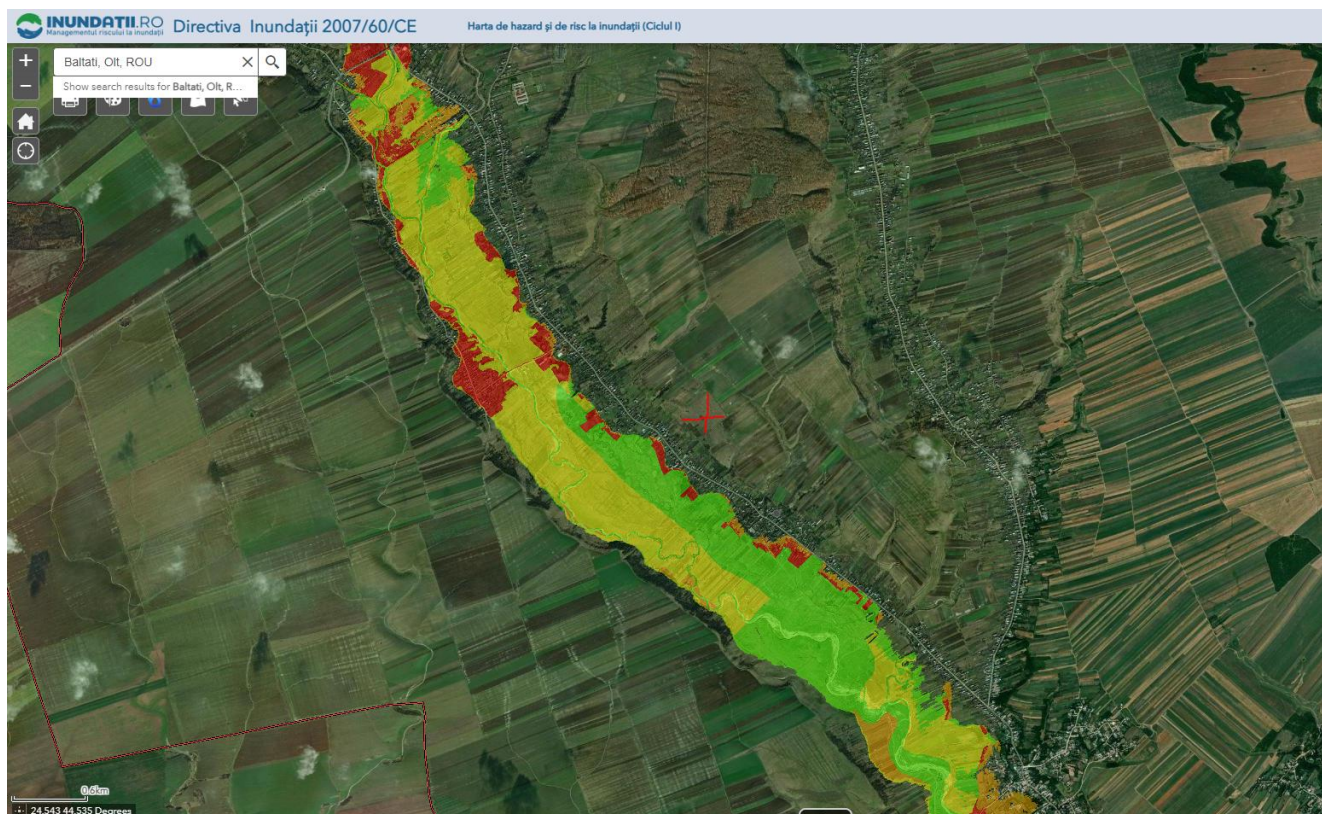 INUNDAȚII.RO
Managementul riscului la inundații
Directiva Inundații 2007/60/CE
Harta de hazard și de risc la inundații (Ciclul I)
+
Baltati, Olt, ROU
−
Show search results for Baltati, Olt, R...
0.6km
24.543 44.535 Degrees